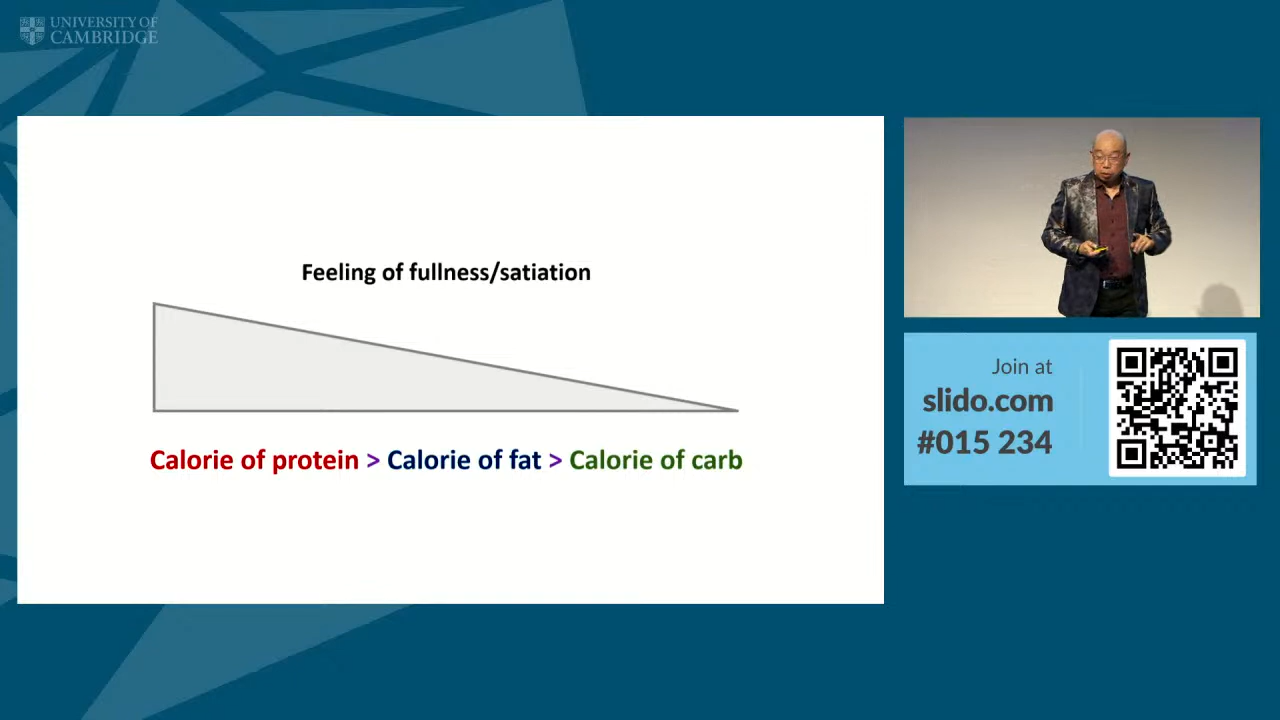 UNIVERSITY OF
CAMBRIDGE
Feeling of fullness/satiation
Calorie of protein > Calorie of fat > Calorie of carb
Join at
slido.com
#015 234